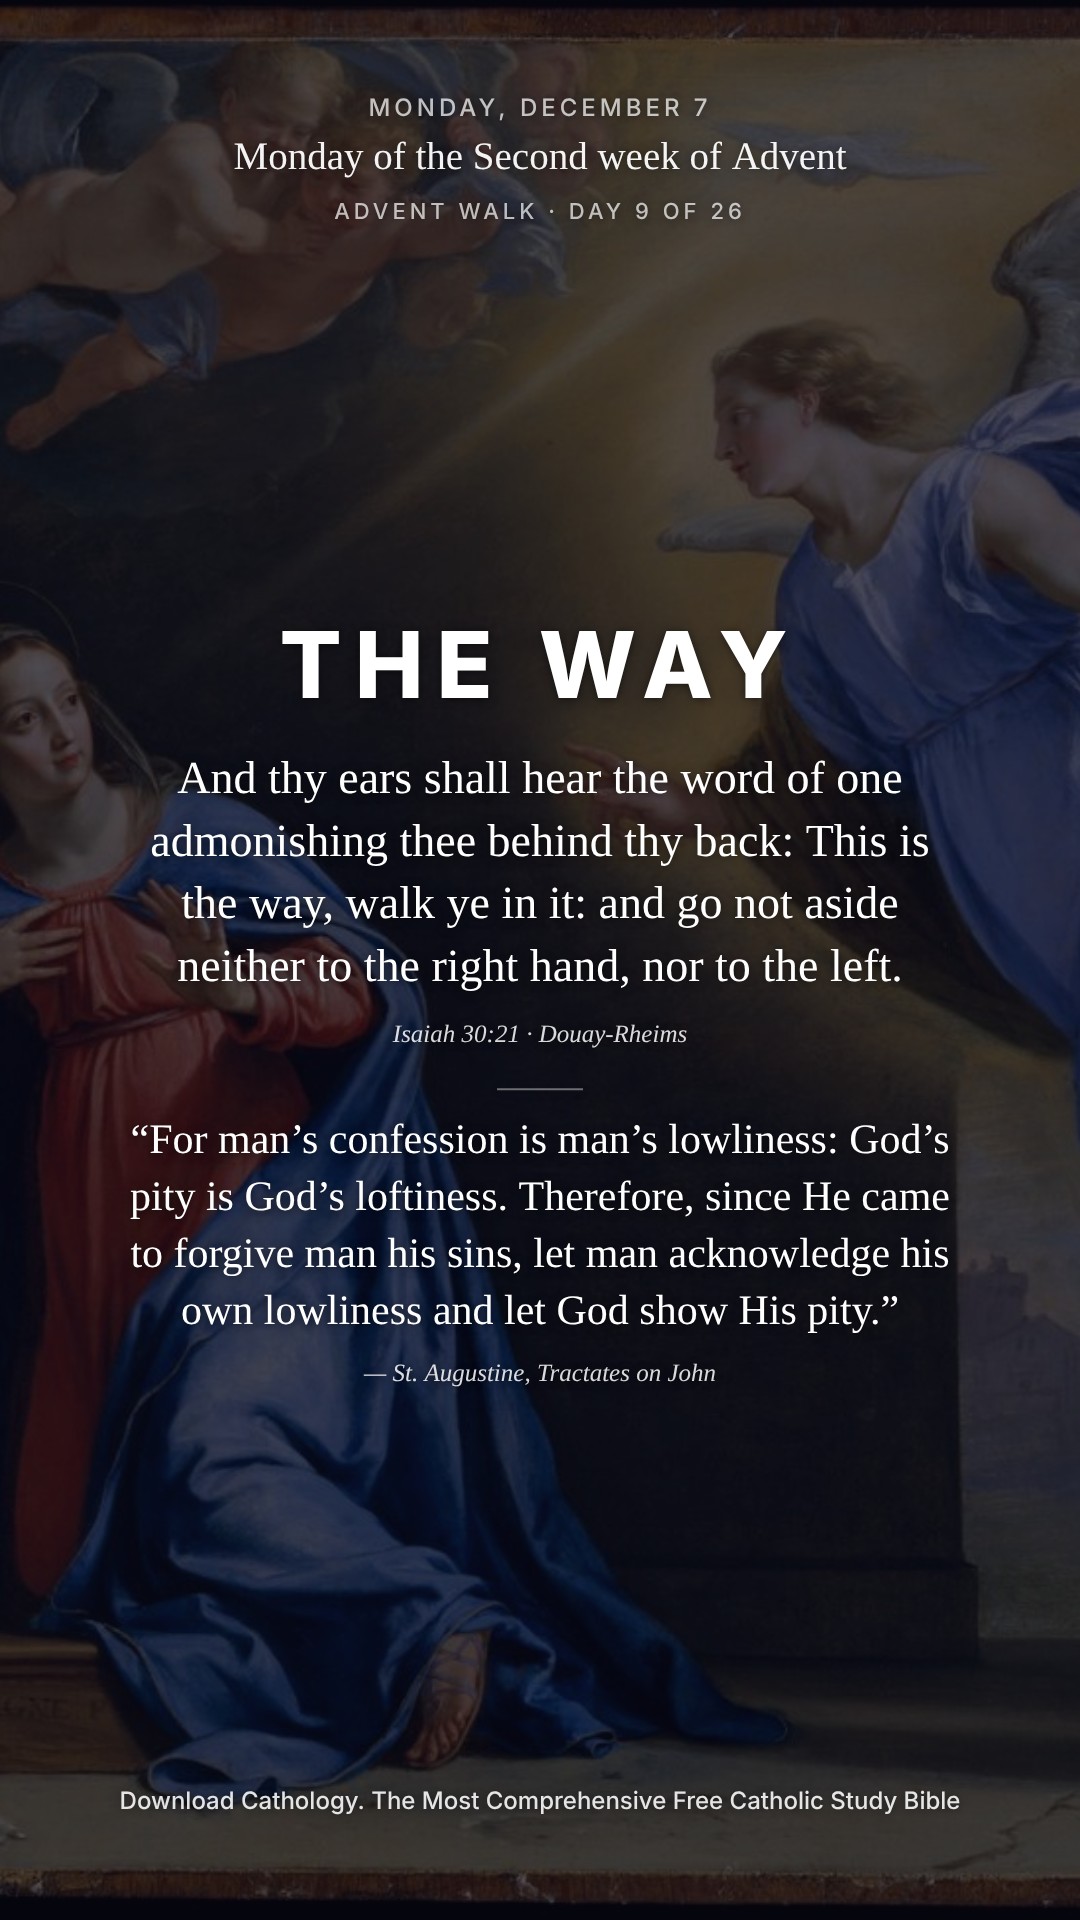 MONDAY, DECEMBER 7
Monday of the Second week of Advent
ADVENT WALK · DAY 9 OF 26
THE WAY
And thy ears shall hear the word of one
admonishing thee behind thy back: This is
the way, walk ye in it: and go not aside
neither to the right hand, nor to the left.
Isaiah 30:21 · Douay-Rheims
“For man’s confession is man’s lowliness: God’s
pity is God’s loftiness. Therefore, since He came
to forgive man his sins, let man acknowledge his
own lowliness and let God show His pity.”
— St. Augustine, Tractates on John
Download Cathology. The Most Comprehensive Free Catholic Study Bible